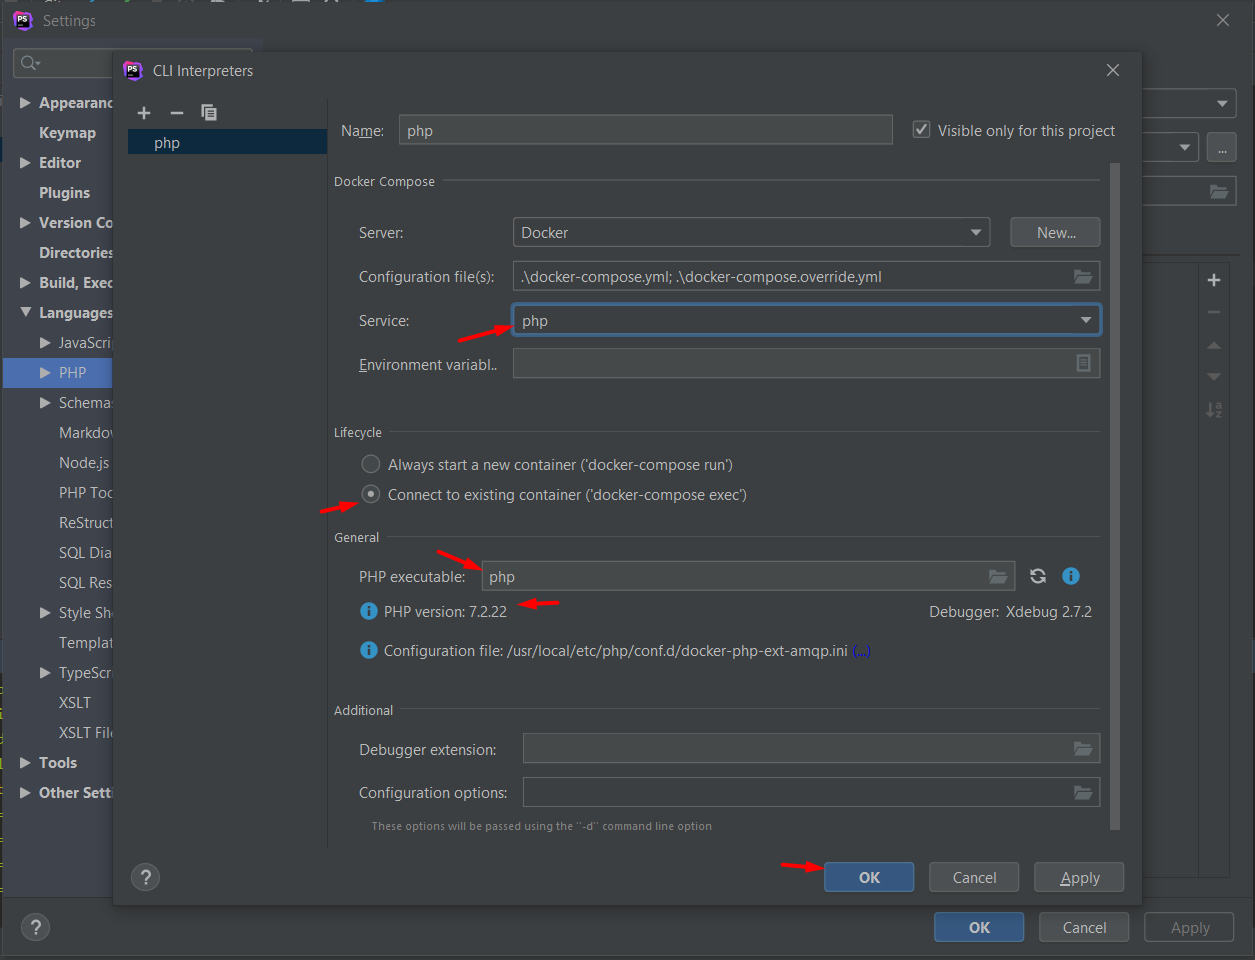 Settings
CLI Interpreters
Appearanc
Keymap
Editor
Plugins
Version Co
Directories
Build, Exec
Languages
JavaScri
PHP
Schemas
Markdow
Node.js
PHP Too
ReStruct
SQL Dia
SQL Res
Style She
Templat
TypeScri
XSLT
XSLT File
Tools
Other Setti
php
Name: php
Visible only for this project
Docker Compose
Server: Docker New...
Configuration file(s): .\docker-compose.yml; .\docker-compose.override.yml
Service: php
Environment variabl..
Lifecycle
Always start a new container ('docker-compose run')
Connect to existing container ('docker-compose exec')
General
PHP executable: php
PHP version: 7.2.22 Debugger: Xdebug 2.7.2
Configuration file: /usr/local/etc/php/conf.d/docker-php-ext-amqp.ini (...)
Additional
Debugger extension:
Configuration options:
These options will be passed using the "-d" command line option
? OK Cancel Apply
...
? OK Cancel Apply